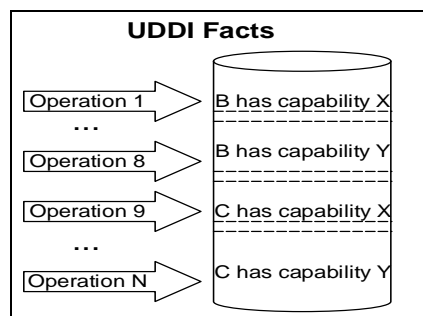 UDDI Facts
Operation 1
B has capability X
...
Operation 8
B has capability Y
Operation 9
C has capability X
...
Operation N
C has capability Y